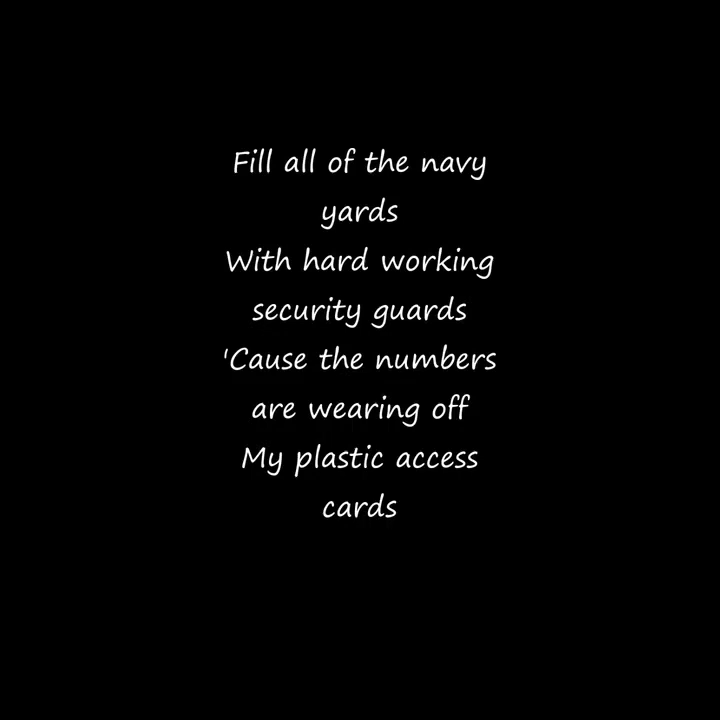 Fill all of the navy
yards
With hard working
security guards
'Cause the numbers
are wearing off
My plastic access
cards